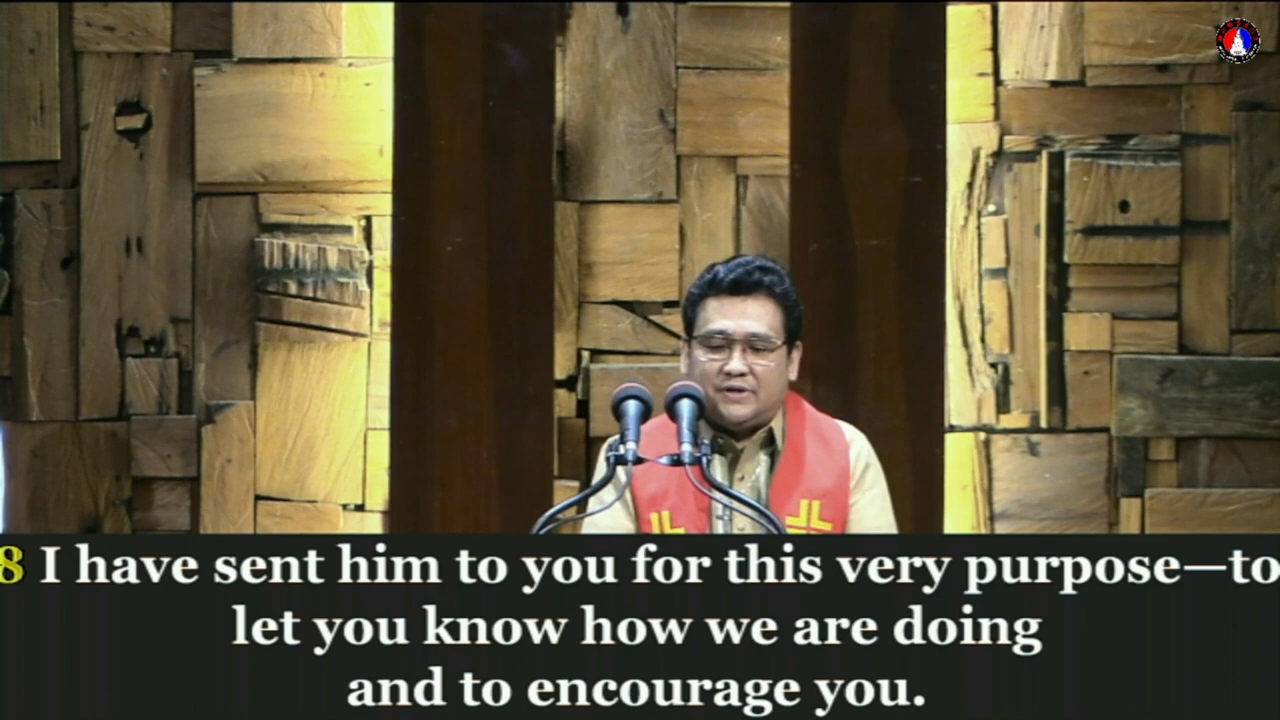 8 I have sent him to you for this very purpose—to
let you know how we are doing
and to encourage you.